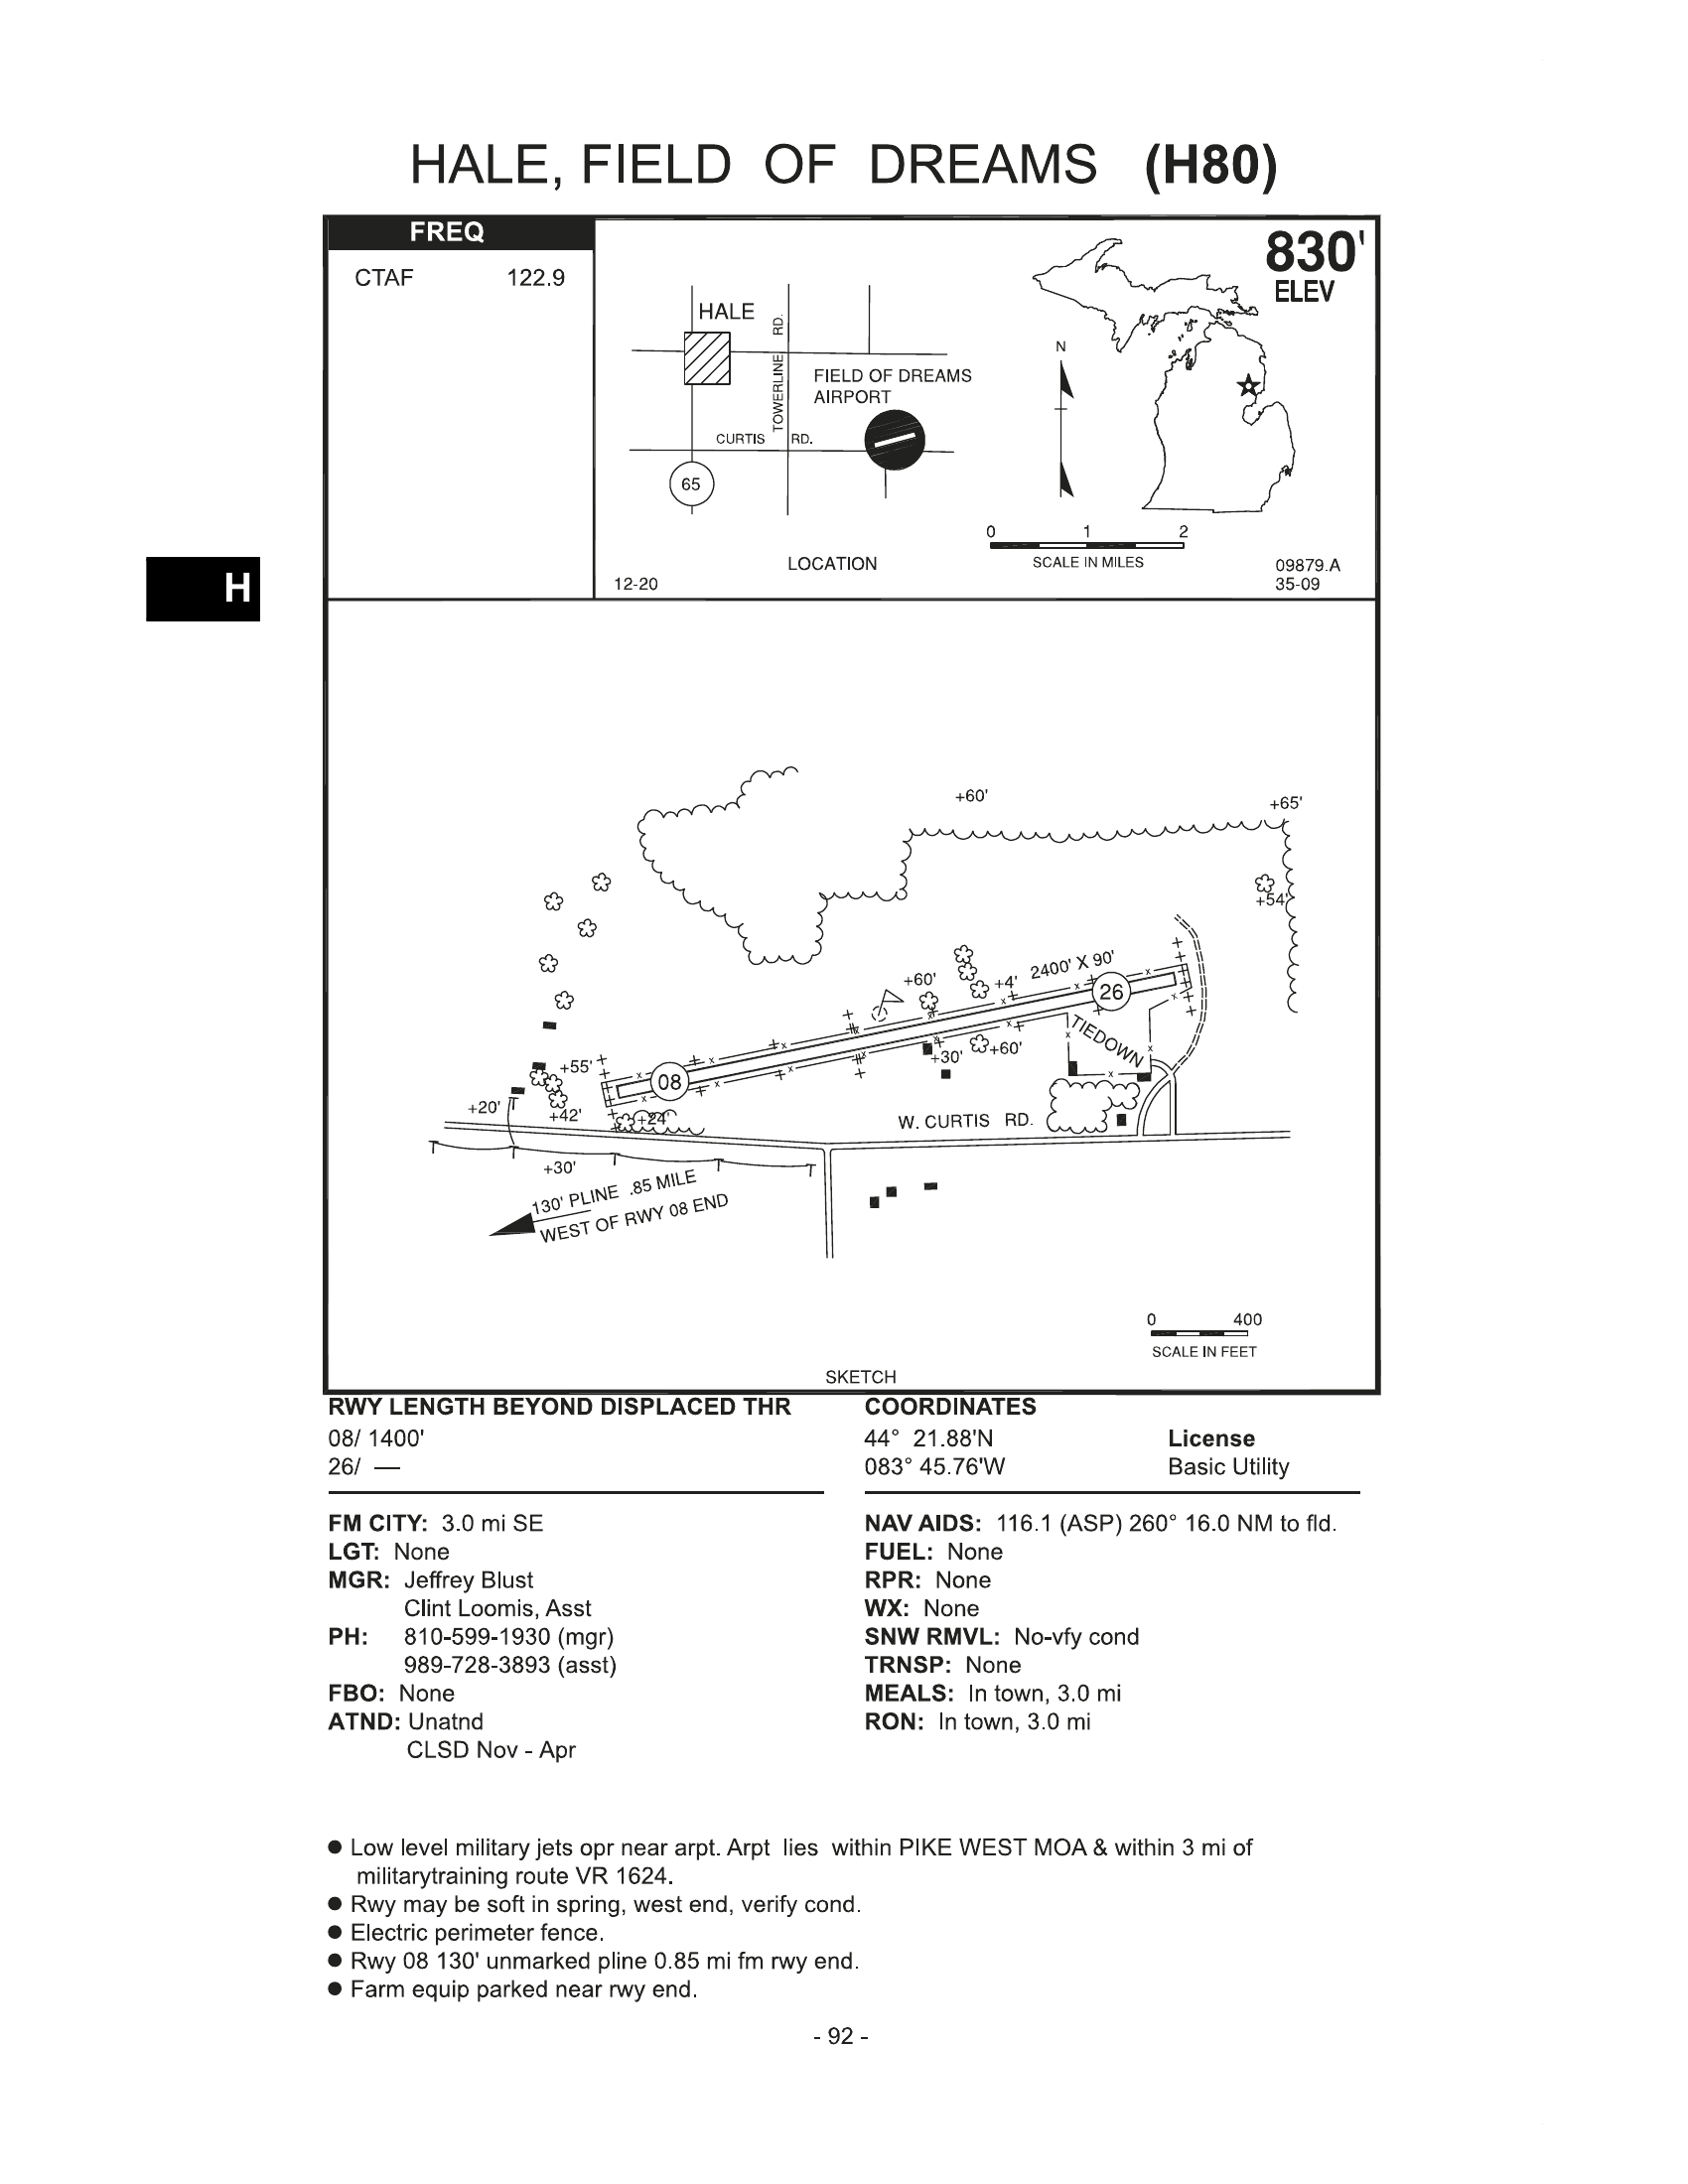 HALE, FIELD OF DREAMS (H80)
FREQ
CTAF 122.9
830'
ELEV
HALE
TOWERLINE RD.
FIELD OF DREAMS
AIRPORT
CURTIS RD.
65
N
0 1 2
SCALE IN MILES
LOCATION
12-20
09879.A
35-09
H
+60'
+65'
+54'
2400' X 90'
+60'
+4'
26
TIEDOWN
+60'
+30'
08
+55'
+20'
+42'
+24'
W. CURTIS RD.
+30'
130' PLINE .85 MILE
WEST OF RWY 08 END
0 400
SCALE IN FEET
SKETCH
RWY LENGTH BEYOND DISPLACED THR
08/ 1400'
26/ —
COORDINATES
44° 21.88'N
083° 45.76'W
License
Basic Utility
FM CITY: 3.0 mi SE
LGT: None
MGR: Jeffrey Blust
Clint Loomis, Asst
PH: 810-599-1930 (mgr)
989-728-3893 (asst)
FBO: None
ATND: Unatnd
CLSD Nov - Apr
NAV AIDS: 116.1 (ASP) 260° 16.0 NM to fld.
FUEL: None
RPR: None
WX: None
SNW RMVL: No-vfy cond
TRNSP: None
MEALS: In town, 3.0 mi
RON: In town, 3.0 mi
● Low level military jets opr near arpt. Arpt lies within PIKE WEST MOA & within 3 mi of
militarytraining route VR 1624.
● Rwy may be soft in spring, west end, verify cond.
● Electric perimeter fence.
● Rwy 08 130' unmarked pline 0.85 mi fm rwy end.
● Farm equip parked near rwy end.
- 92 -